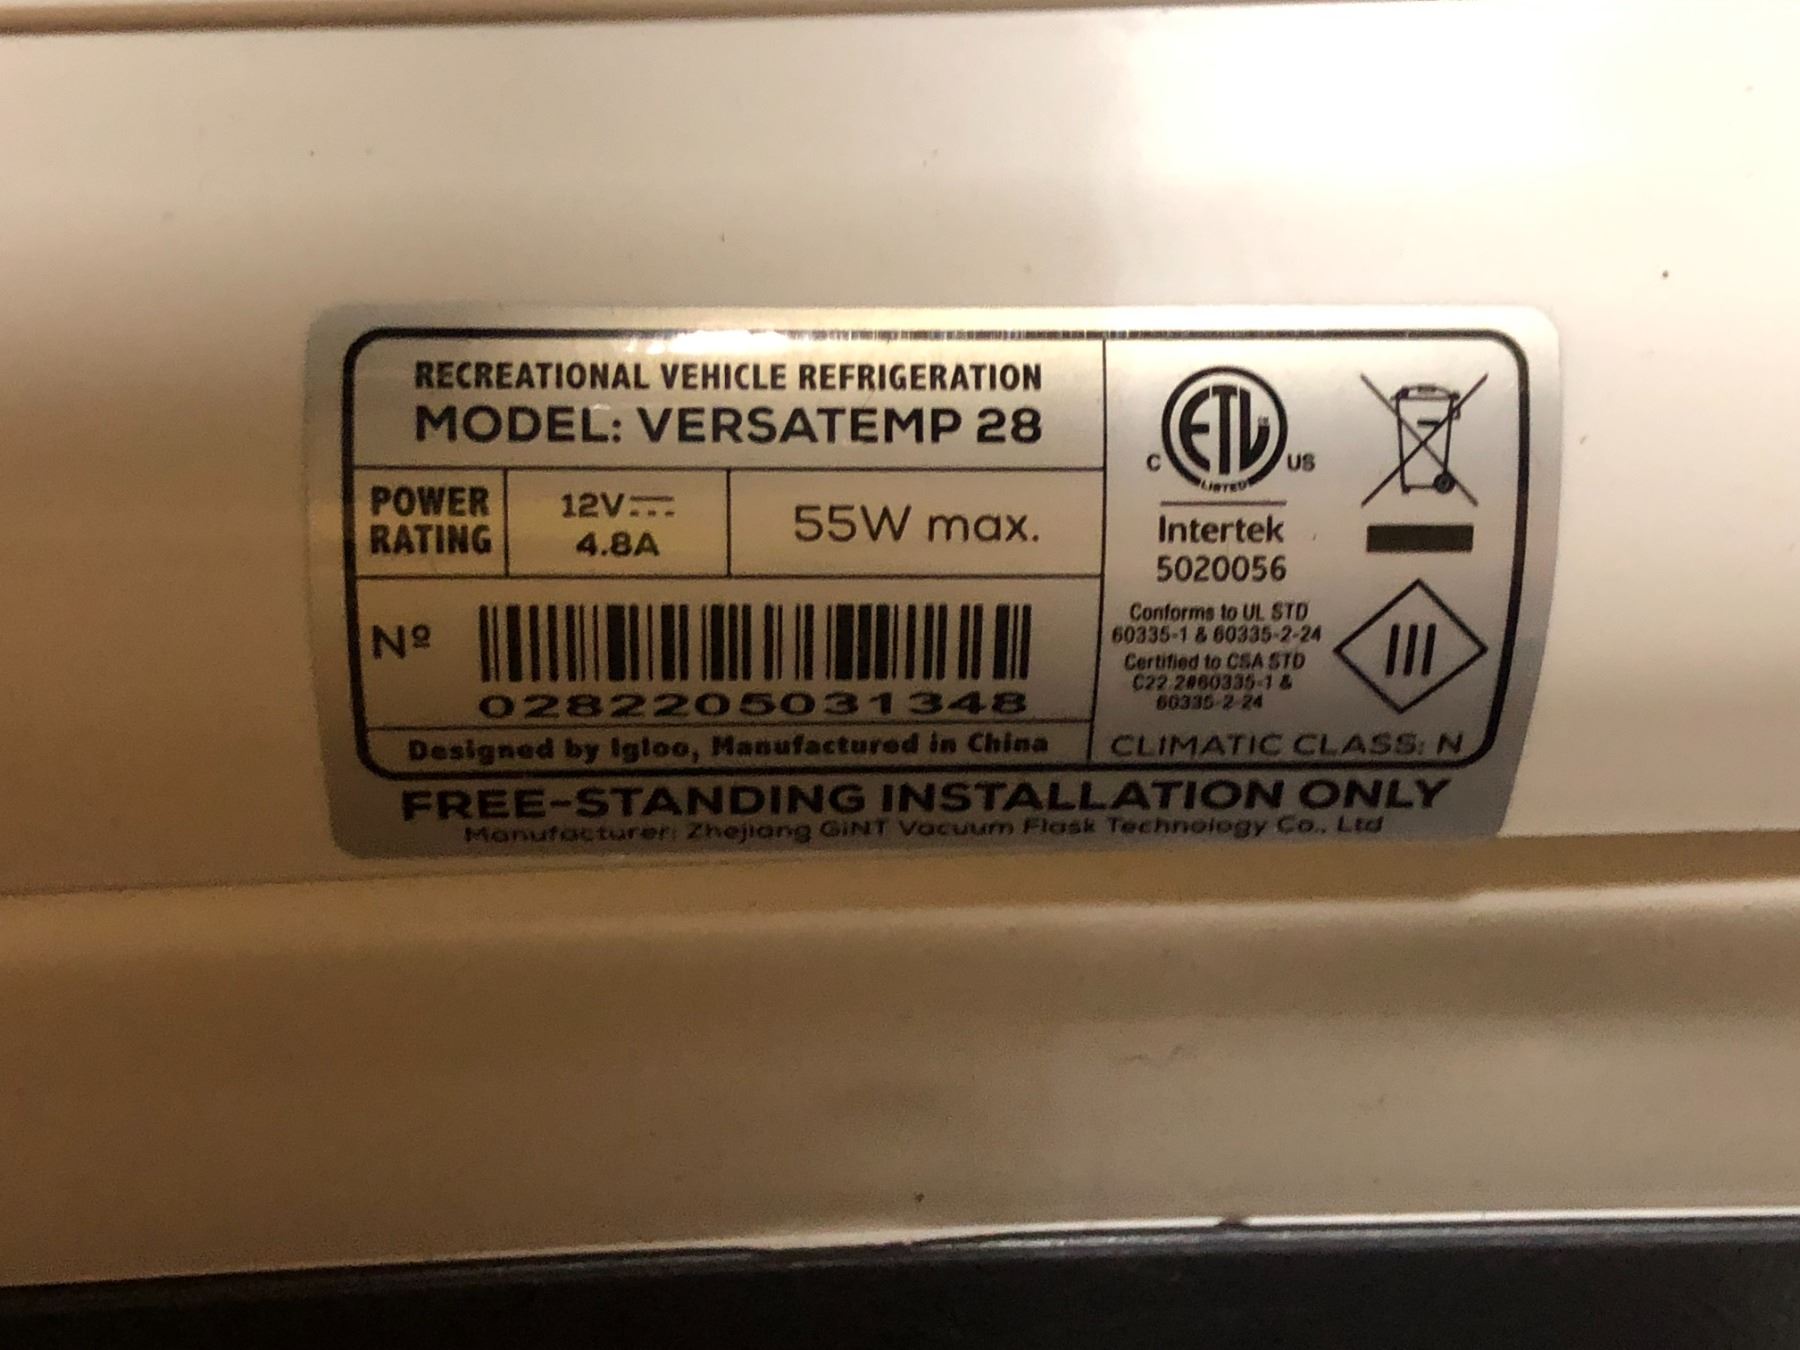 RECREATIONAL VEHICLE REFRIGERATION
MODEL: VERSATEMP 28
POWER RATING
12V
4.8A
55W max.
Nº
0282205031348
Designed by Igloo, Manufactured in China
ETL
LISTED
C
US
Intertek
5020056
Conforms to UL STD
60335-1 & 60335-2-24
Certified to CSA STD
C22.2#60335-1 &
60335-2-24
III
CLIMATIC CLASS: N
FREE-STANDING INSTALLATION ONLY
Manufacturer: Zhejiang GiNT Vacuum Flask Technology Co., Ltd